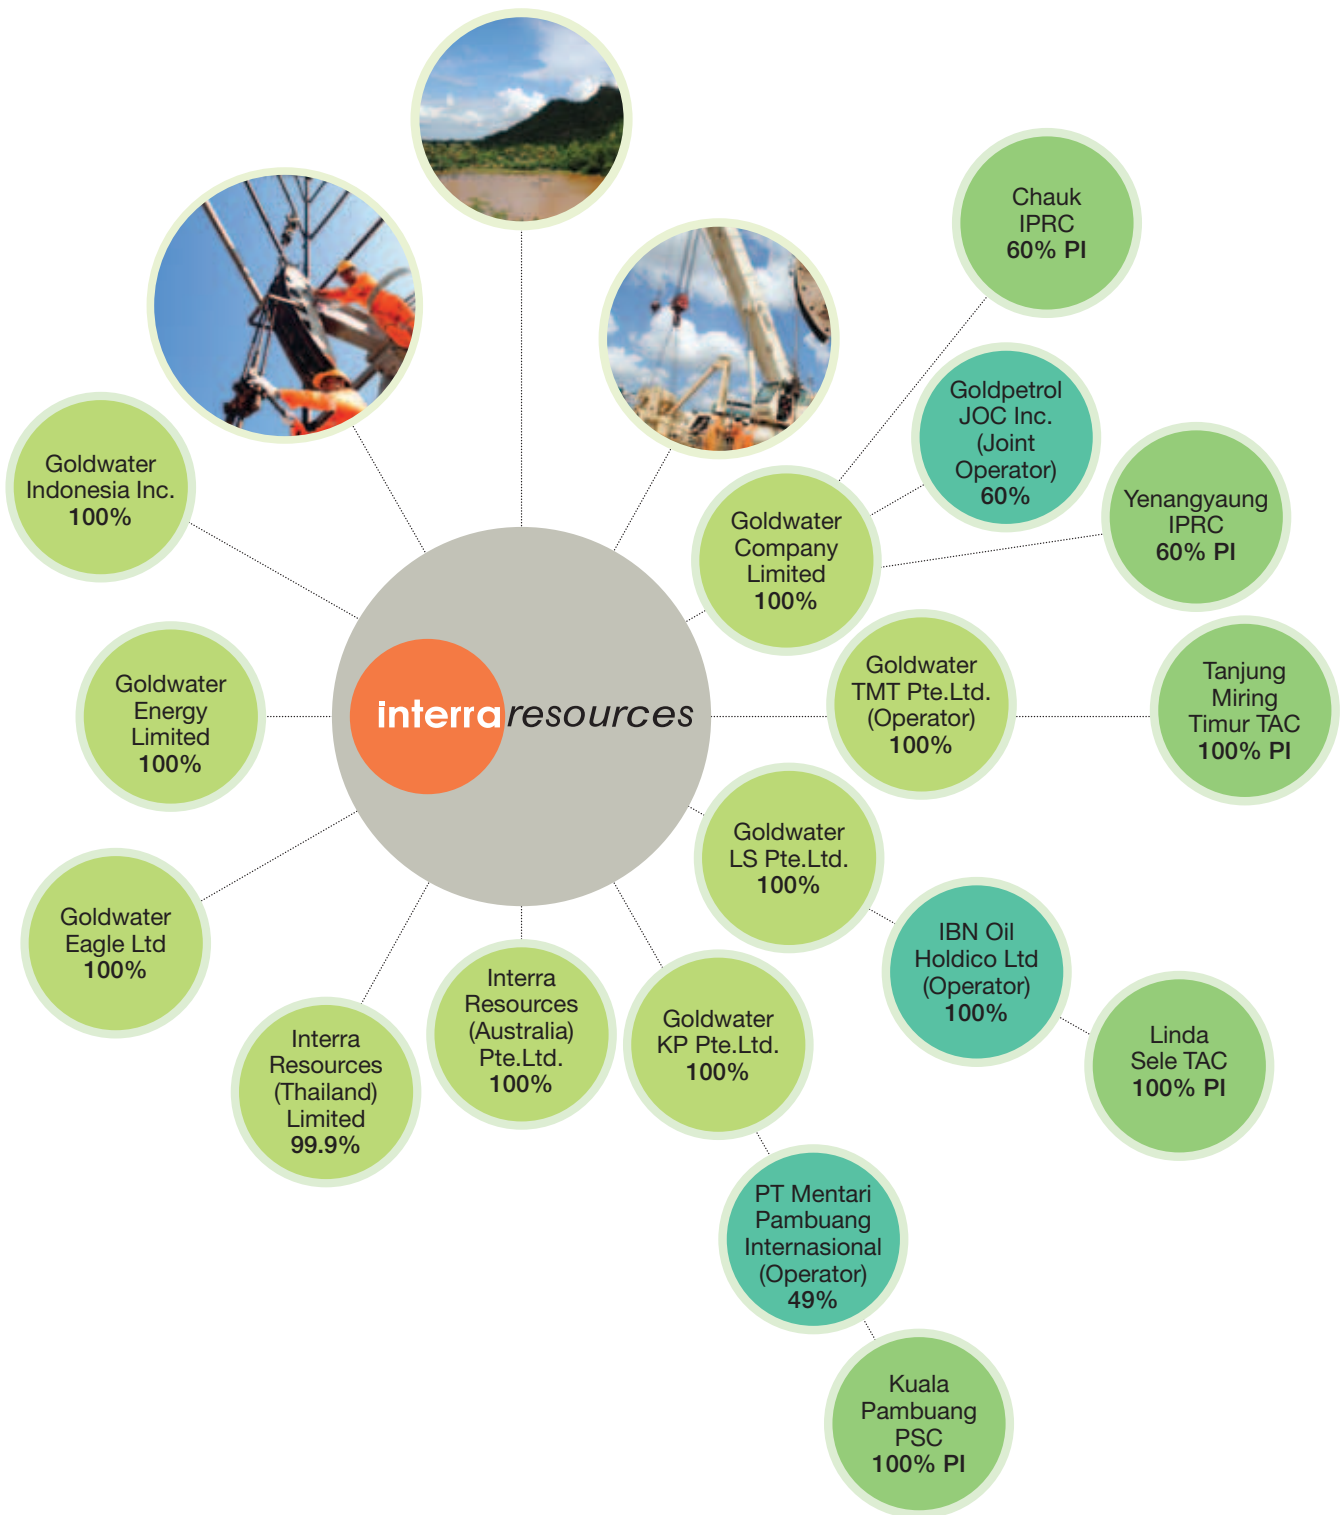 Chauk
IPRC
60% PI
Goldpetrol
JOC Inc.
(Joint
Operator)
60%
Goldwater
Indonesia Inc.
100%
Yenangyaung
IPRC
60% PI
Goldwater
Company
Limited
100%
Goldwater
Energy
Limited
100%
interraresources
Goldwater
TMT Pte.Ltd.
(Operator)
100%
Tanjung
Miring
Timur TAC
100% PI
Goldwater
LS Pte.Ltd.
100%
Goldwater
Eagle Ltd
100%
IBN Oil
Holdico Ltd
(Operator)
100%
Interra
Resources
(Thailand)
Limited
99.9%
Interra
Resources
(Australia)
Pte.Ltd.
100%
Goldwater
KP Pte.Ltd.
100%
Linda
Sele TAC
100% PI
PT Mentari
Pambuang
Internasional
(Operator)
49%
Kuala
Pambuang
PSC
100% PI